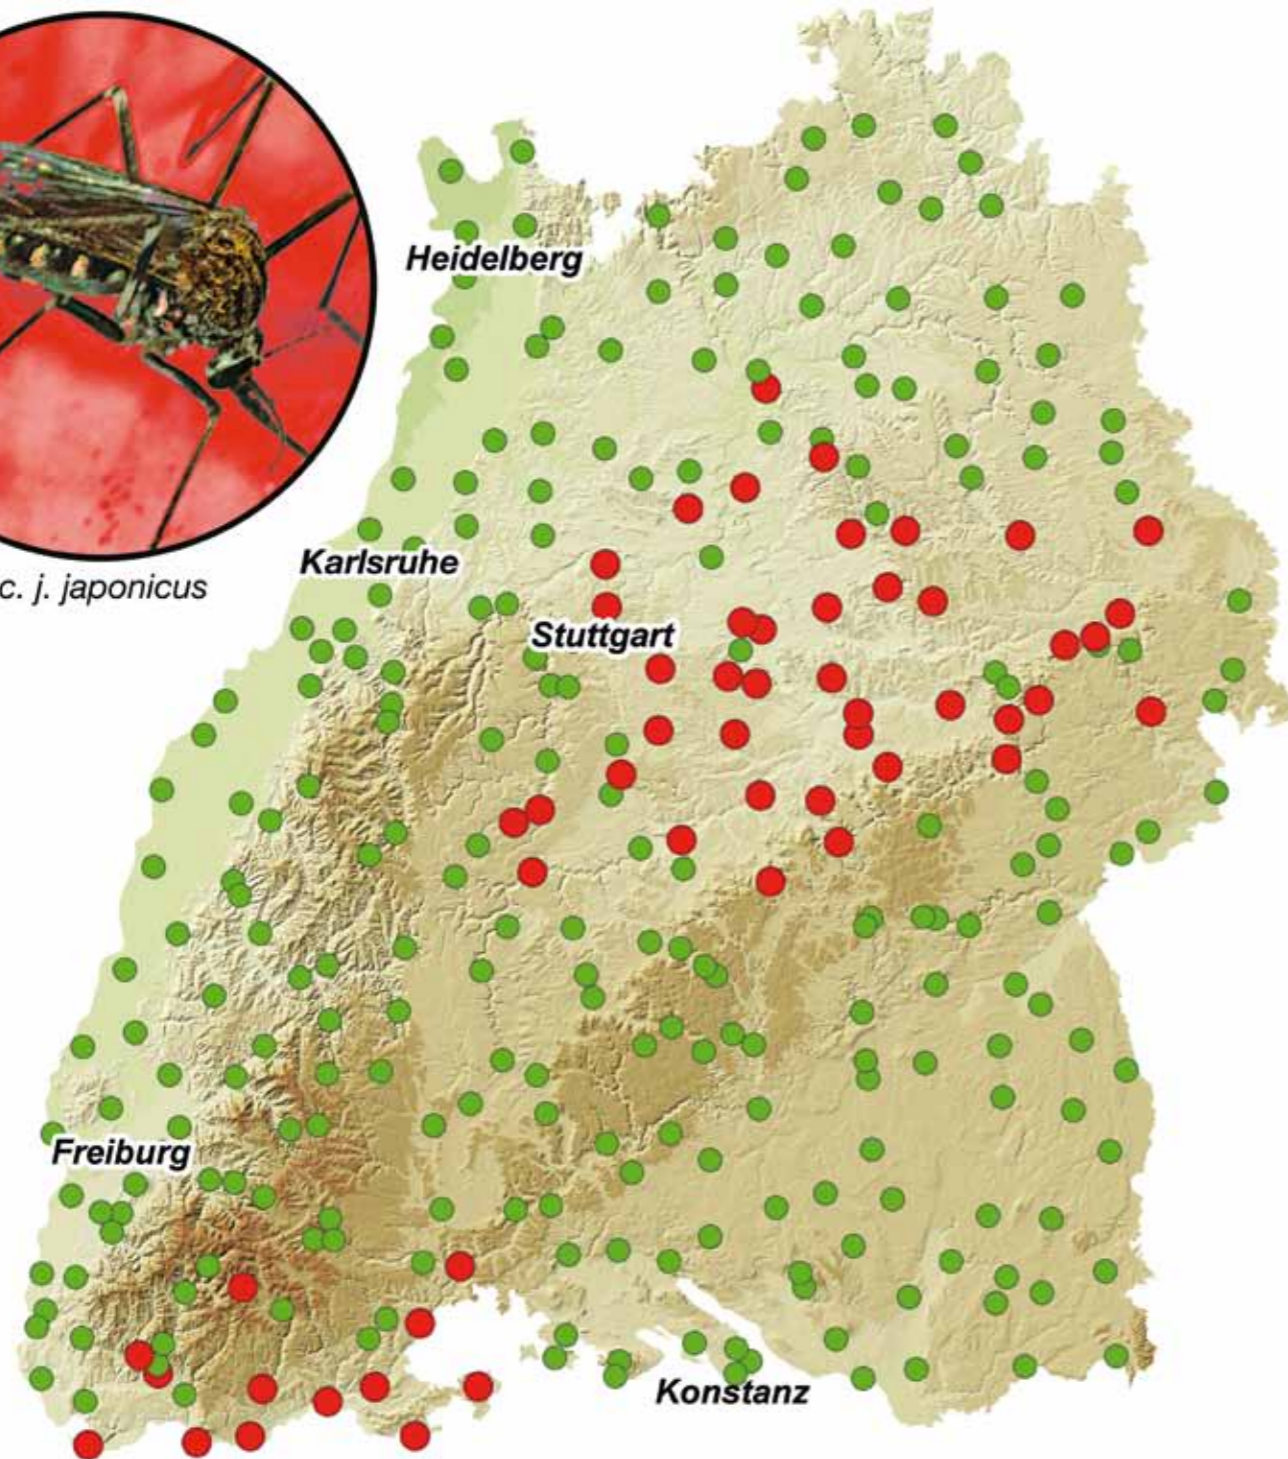 Heidelberg
c. j. japonicus
Karlsruhe
Stuttgart
Freiburg
Konstanz